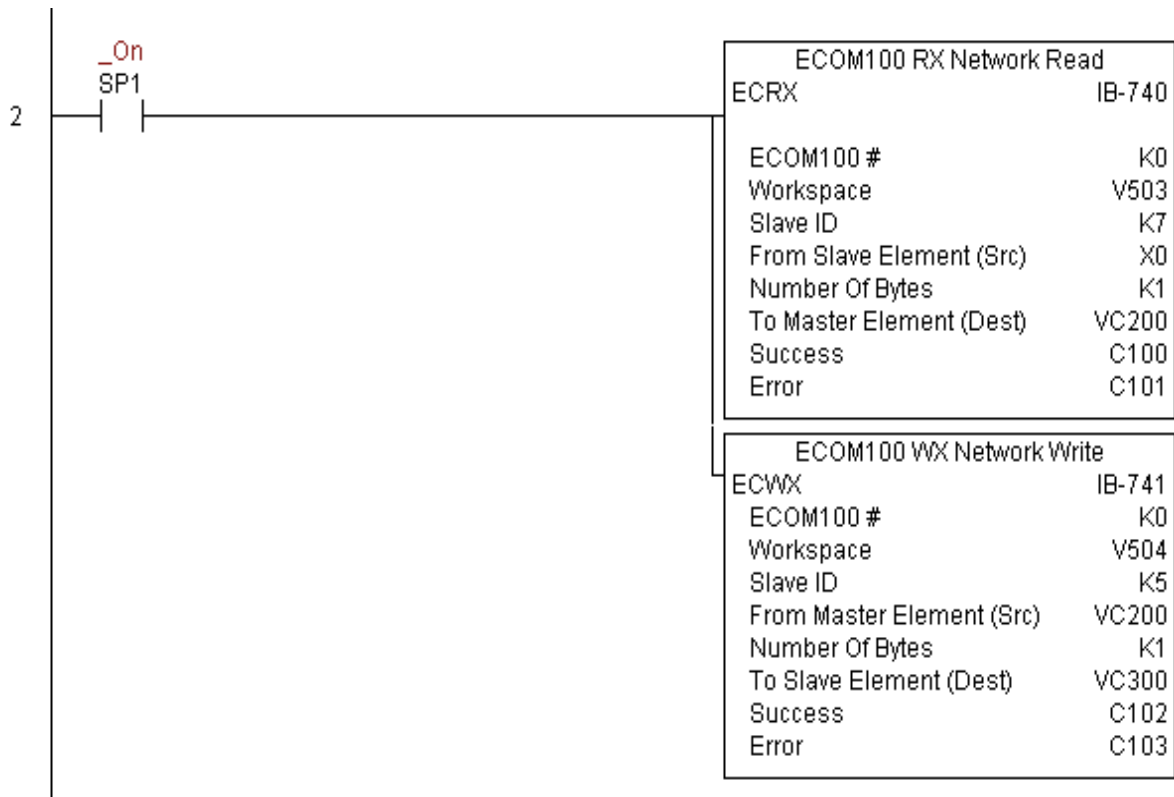 _On
SP1
2
ECOM100 RX Network Read
ECRX IB-740
ECOM100 # K0
Workspace V503
Slave ID K7
From Slave Element (Src) X0
Number Of Bytes K1
To Master Element (Dest) VC200
Success C100
Error C101
ECOM100 WX Network Write
ECWX IB-741
ECOM100 # K0
Workspace V504
Slave ID K5
From Master Element (Src) VC200
Number Of Bytes K1
To Slave Element (Dest) VC300
Success C102
Error C103